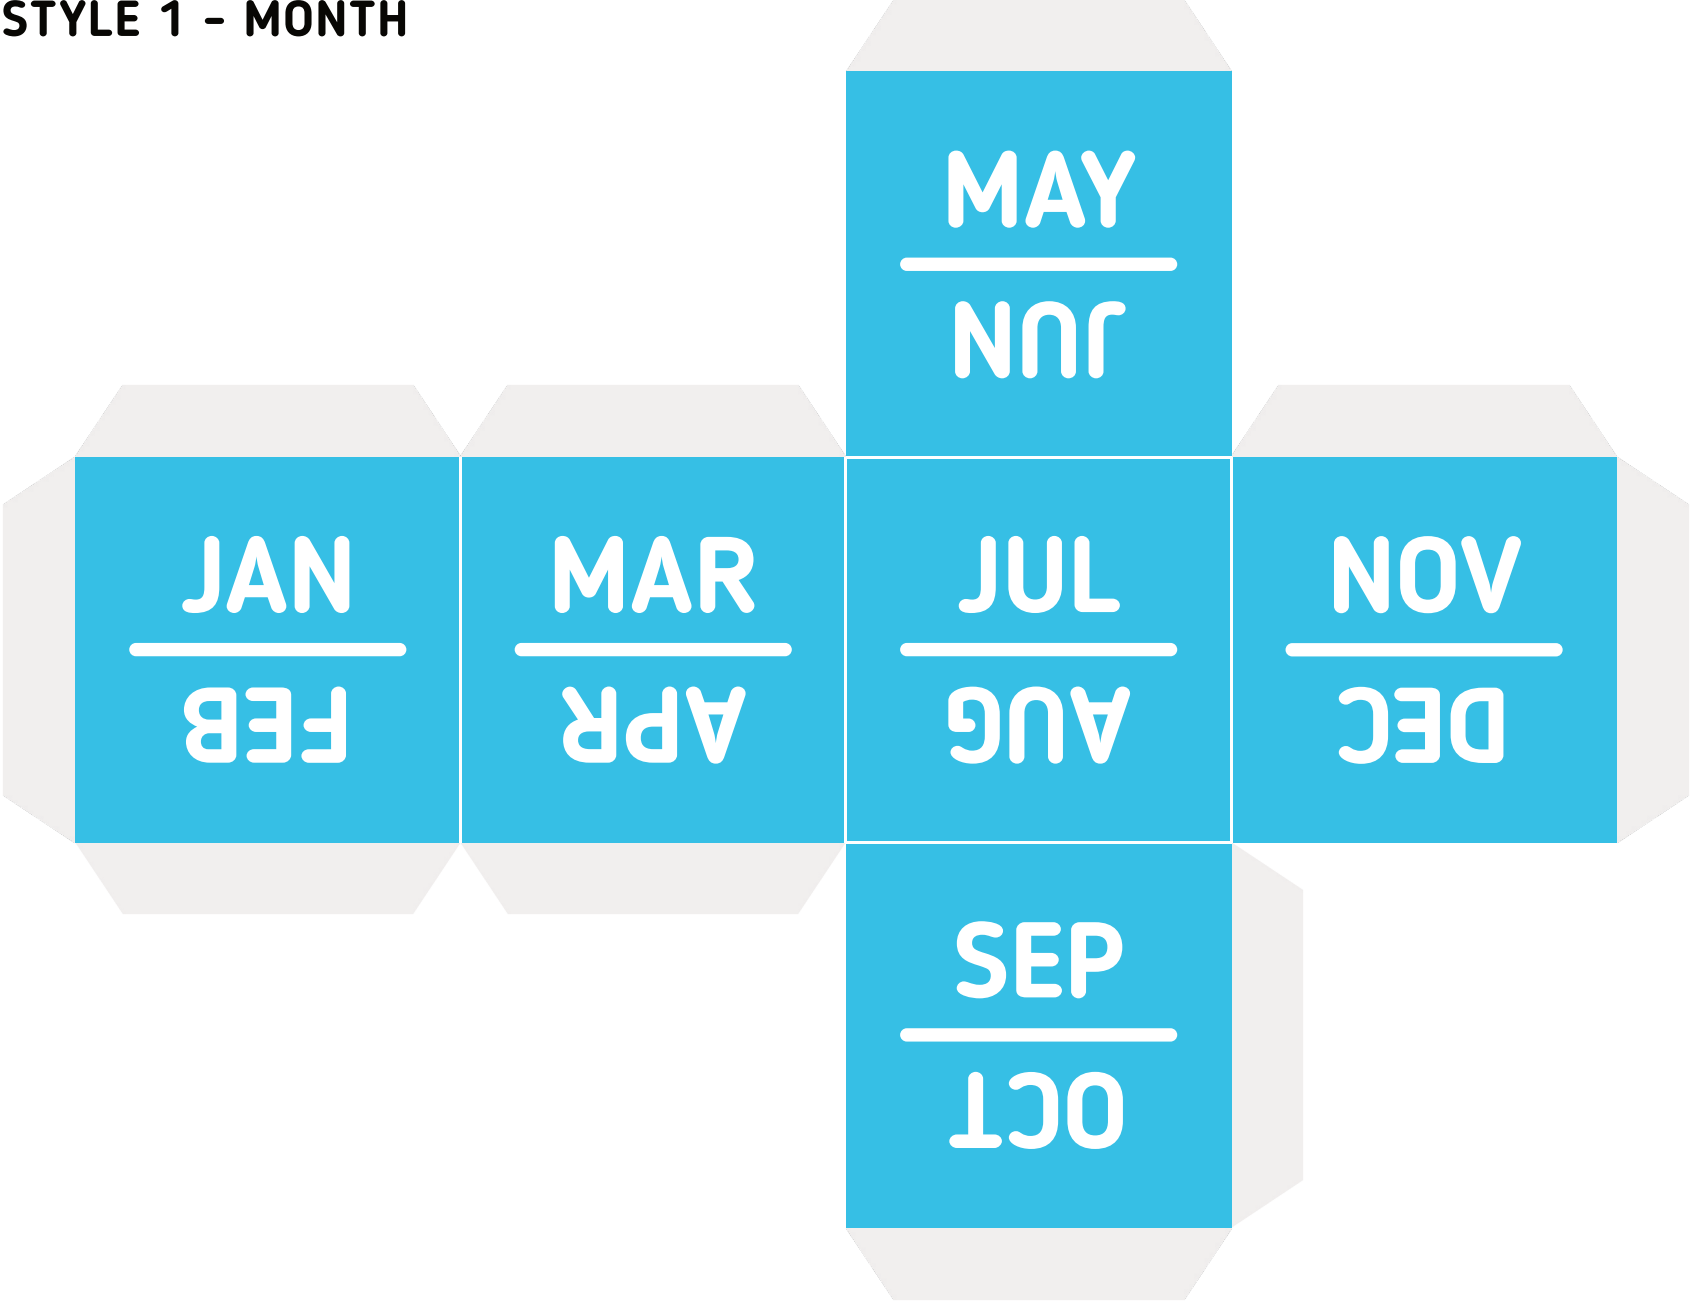 STYLE 1 - MONTH
MAY
JUN
JAN
FEB
MAR
APR
JUL
AUG
NOV
DEC
SEP
OCT